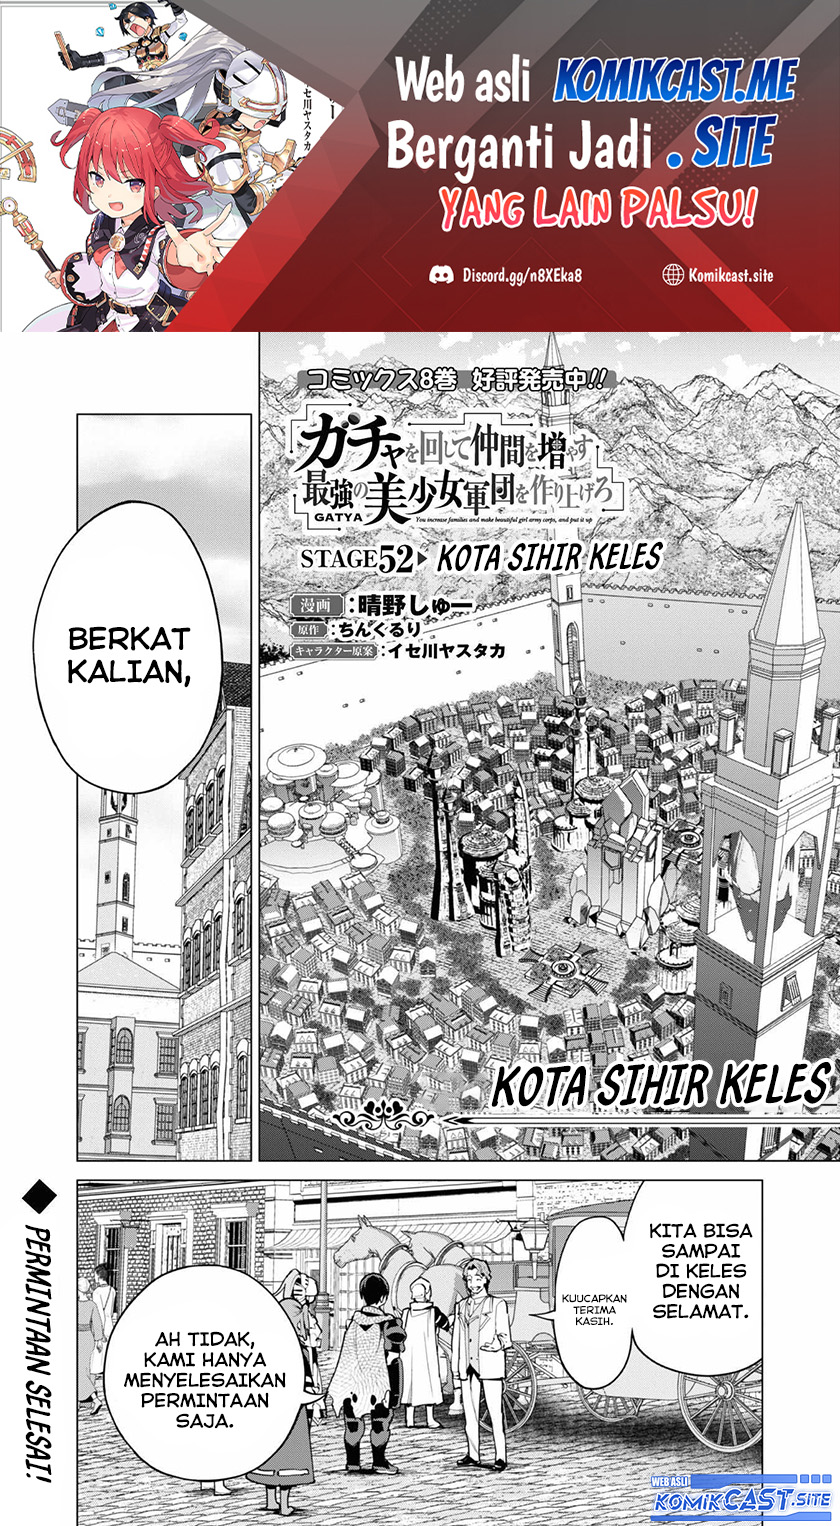 セ川ヤスタカ
Web asli KOMIKCAST.ME
Berganti Jadi . SITE
YANG LAIN PALSU!
Discord.gg/n8XEka8
Komikcast.site
コミックス8巻 好評発売中!!
ガチャを回して仲間を増やす
最強の美少女軍団を作り上げろ
GATYA
You increase families and make beautiful girl army corps, and put it up
STAGE52 KOTA SIHIR KELES
漫画:晴野しゅー
原作:ちんくるり
キャラクター原案:イセ川ヤスタカ
BERKAT
KALIAN,
KOTA SIHIR KELES
KITA BISA
SAMPAI
DI KELES
DENGAN
SELAMAT.
KUUCAPKAN
TERIMA
KASIH.
AH TIDAK,
KAMI HANYA
MENYELESAIKAN
PERMINTAAN
SAJA.
PERMINTAAN SELESAI!
WEB ASLI
KOMIKCAST.SITE